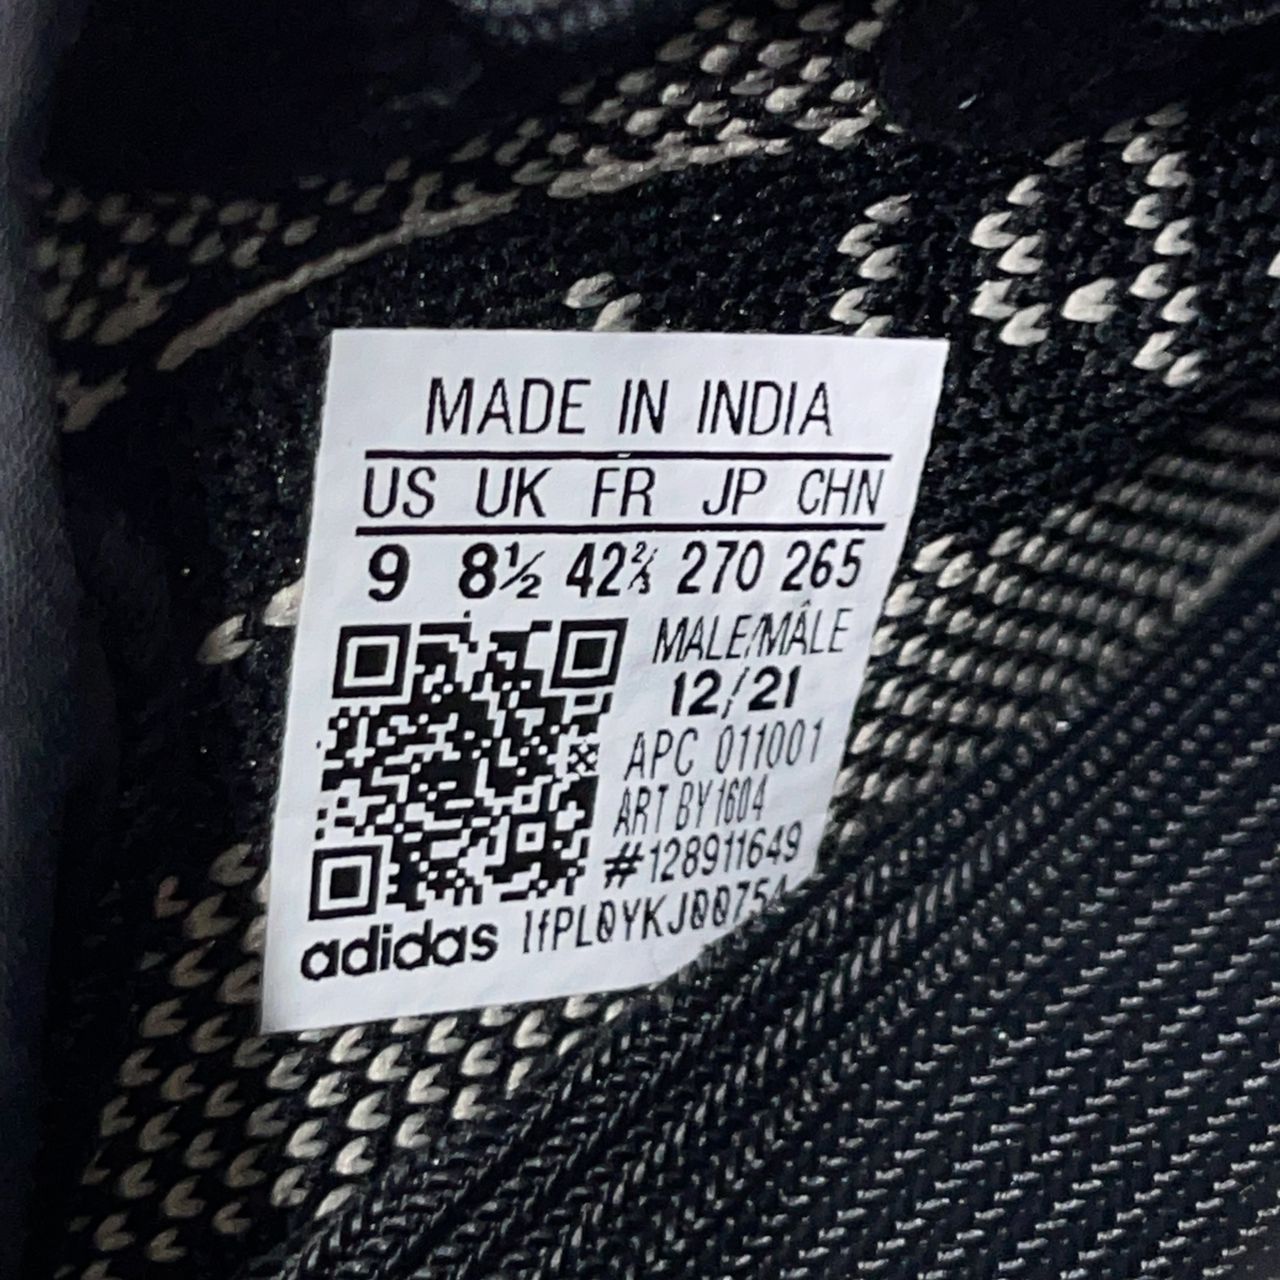 MADE IN INDIA
US UK FR JP CHN
9 8½ 42⅔ 270 265
MALE/MÂLE
12/21
APC 011001
ART BY1604
#128911649
adidas 1fPL0YKJ00754